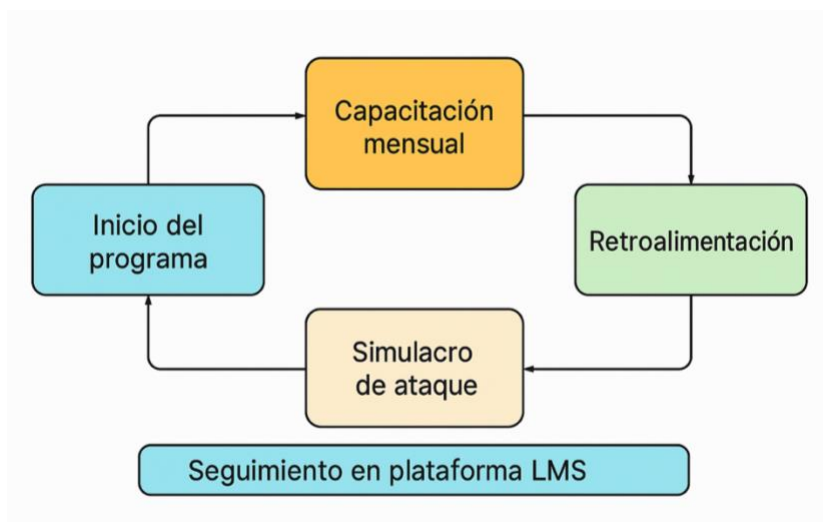 Capacitación
mensual
Inicio del
programa
Retroalimentación
Simulacro
de ataque
Seguimiento en plataforma LMS